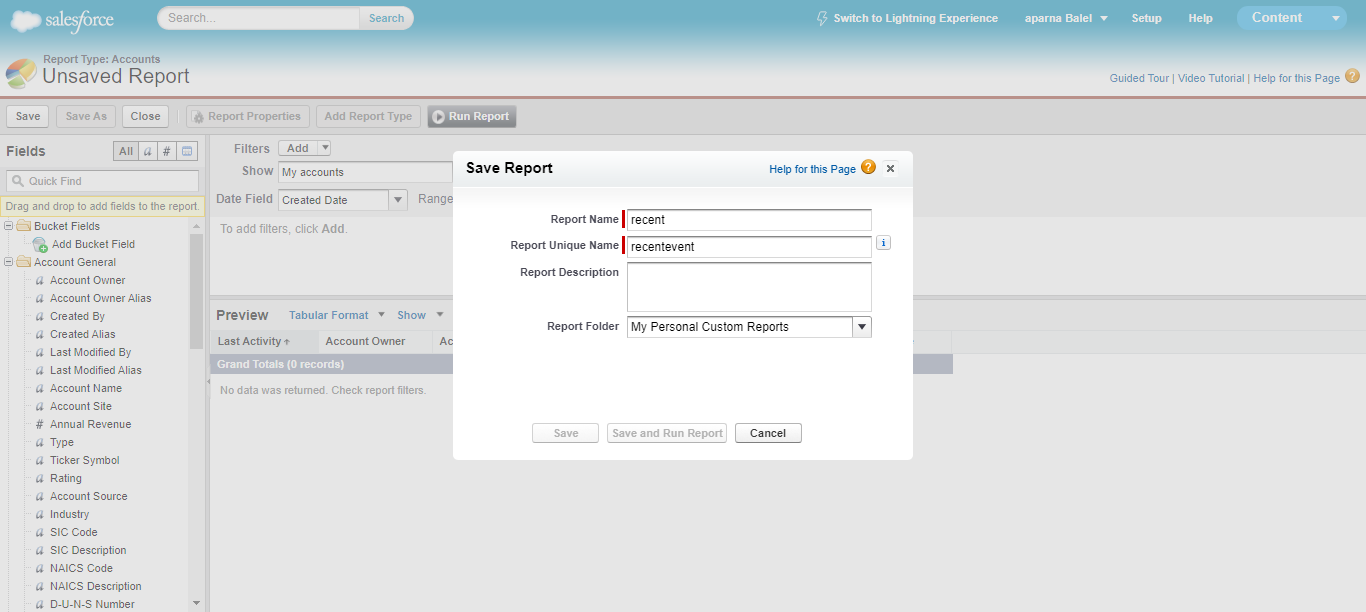 salesforce
Search...
Search
Switch to Lightning Experience
aparna Balel
Setup
Help
Content
Report Type: Accounts
Unsaved Report
Guided Tour | Video Tutorial | Help for this Page ?
Save
Save As
Close
Report Properties
Add Report Type
Run Report
Fields
All a #
Quick Find
Drag and drop to add fields to the report.
Bucket Fields
Add Bucket Field
Account General
a Account Owner
a Account Owner Alias
a Created By
a Created Alias
a Last Modified By
a Last Modified Alias
a Account Name
a Account Site
# Annual Revenue
a Type
a Ticker Symbol
a Rating
a Account Source
a Industry
a SIC Code
a SIC Description
a NAICS Code
a NAICS Description
a D-U-N-S Number
Filters Add
Show My accounts
Date Field Created Date Range
To add filters, click Add.
Preview Tabular Format Show
Last Activity Account Owner Ac
Grand Totals (0 records)
No data was returned. Check report filters.
Save Report
Help for this Page ?
Report Name recent
Report Unique Name recentevent i
Report Description
Report Folder My Personal Custom Reports
Save
Save and Run Report
Cancel